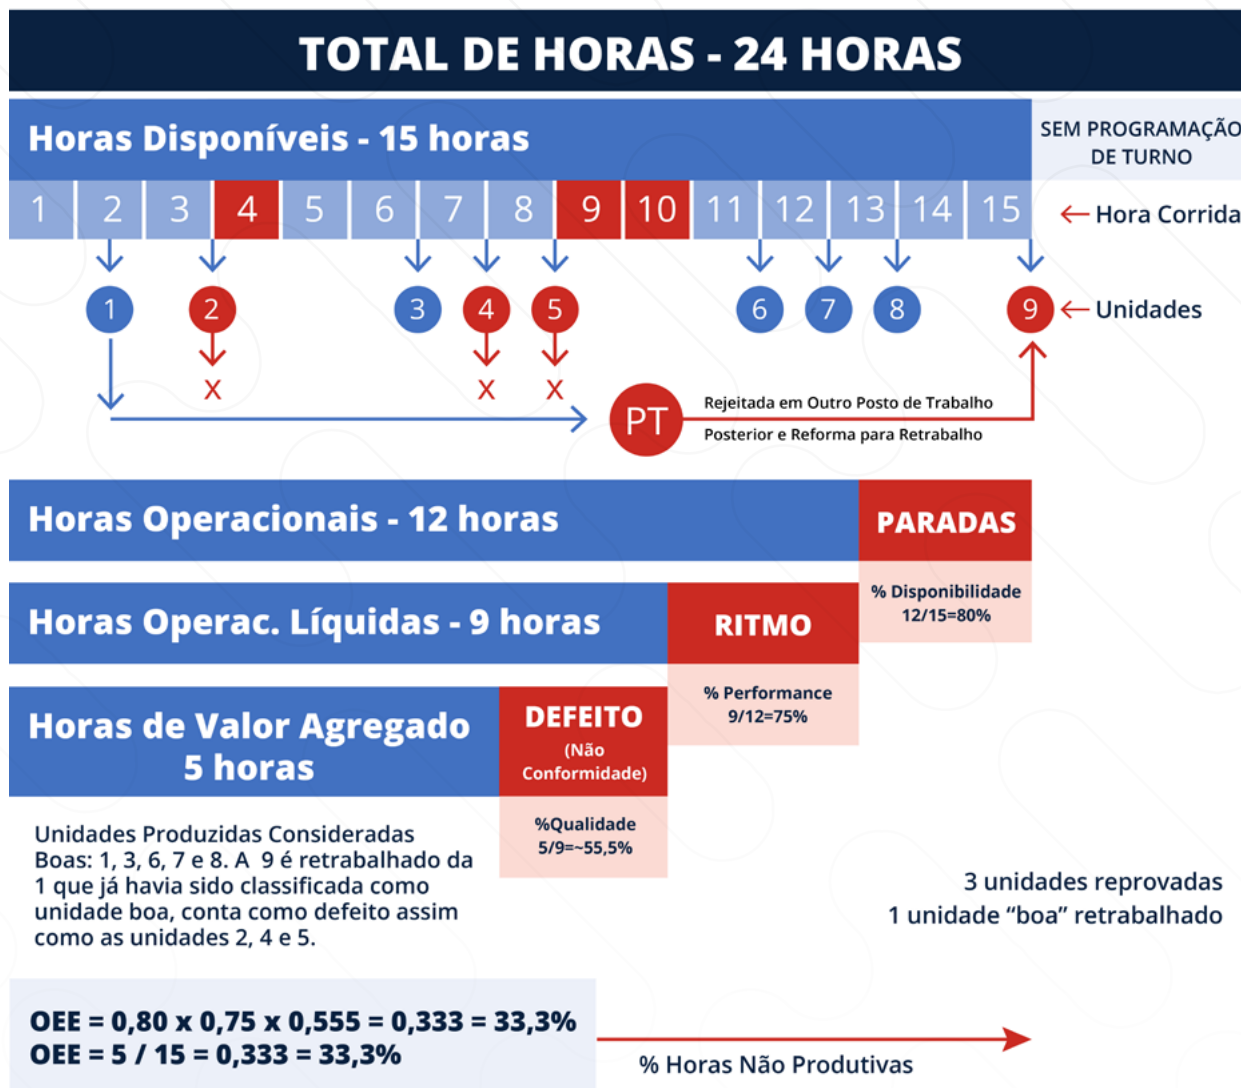 TOTAL DE HORAS - 24 HORAS
Horas Disponíveis - 15 horas
SEM PROGRAMAÇÃO
DE TURNO
1 2 3 4 5 6 7 8 9 10 11 12 13 14 15
Hora Corrida
1 2 3 4 5 6 7 8 9
Unidades
X X X
PT
Rejeitada em Outro Posto de Trabalho
Posterior e Reforma para Retrabalho
Horas Operacionais - 12 horas
PARADAS
% Disponibilidade
12/15=80%
Horas Operac. Líquidas - 9 horas
RITMO
% Performance
9/12=75%
Horas de Valor Agregado
5 horas
DEFEITO
(Não
Conformidade)
%Qualidade
5/9=~55,5%
Unidades Produzidas Consideradas
Boas: 1, 3, 6, 7 e 8. A 9 é retrabalhado da
1 que já havia sido classificada como
unidade boa, conta como defeito assim
como as unidades 2, 4 e 5.
3 unidades reprovadas
1 unidade “boa” retrabalhado
OEE = 0,80 x 0,75 x 0,555 = 0,333 = 33,3%
OEE = 5 / 15 = 0,333 = 33,3%
% Horas Não Produtivas